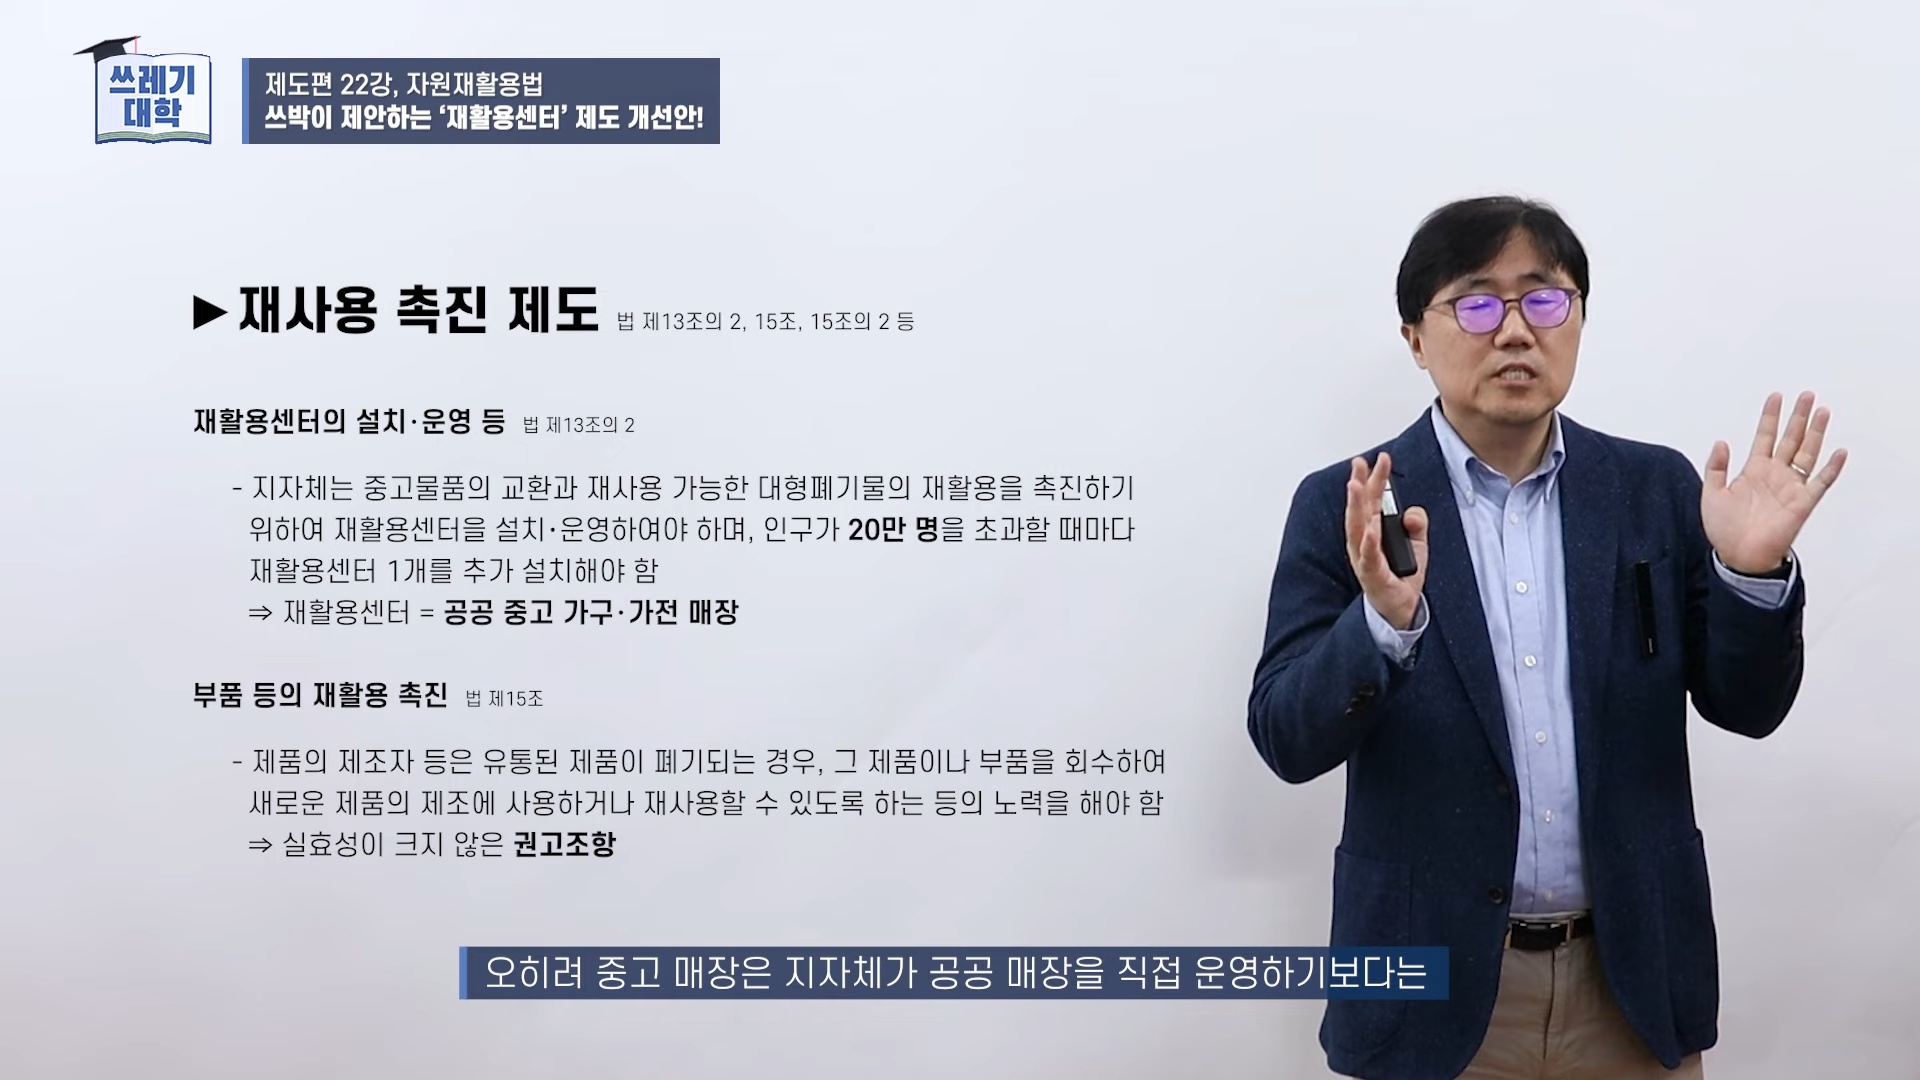 쓰레기
대학
제도편 22강, 자원재활용법
쓰박이 제안하는 ‘재활용센터’ 제도 개선안!
▶재사용 촉진 제도 법 제13조의 2, 15조, 15조의 2 등
재활용센터의 설치·운영 등 법 제13조의 2
- 지자체는 중고물품의 교환과 재사용 가능한 대형폐기물의 재활용을 촉진하기
위하여 재활용센터를 설치·운영하여야 하며, 인구가 20만 명을 초과할 때마다
재활용센터 1개를 추가 설치해야 함
⇒ 재활용센터 = 공공 중고 가구·가전 매장
부품 등의 재활용 촉진 법 제15조
- 제품의 제조자 등은 유통된 제품이 폐기되는 경우, 그 제품이나 부품을 회수하여
새로운 제품의 제조에 사용하거나 재사용할 수 있도록 하는 등의 노력을 해야 함
⇒ 실효성이 크지 않은 권고조항
오히려 중고 매장은 지자체가 공공 매장을 직접 운영하기보다는